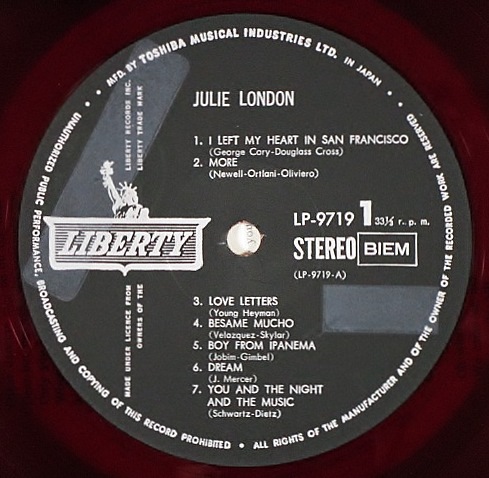 MFD. BY TOSHIBA MUSICAL INDUSTRIES LTD. IN JAPAN
JULIE LONDON
LIBERTY RECORDS INC.
LIBERTY TRADE MARK
1. I LEFT MY HEART IN SAN FRANCISCO
(George Cory-Douglass Cross)
2. MORE
(Newell-Ortlani-Oliviero)
LP-9719 1 33⅓ r. p. m.
LIBERTY
STEREO BIEM
(LP-9719-A)
MADE UNDER LICENCE FROM
OWNERS OF THE
3. LOVE LETTERS
(Young Heyman)
4. BESAME MUCHO
(Velazquez-Skylar)
5. BOY FROM IPANEMA
(Jobim-Gimbel)
6. DREAM
(J. Mercer)
7. YOU AND THE NIGHT
AND THE MUSIC
(Schwartz-Dietz)
UNAUTHORIZED PUBLIC PERFORMANCE, BROADCASTING AND COPYING OF THIS RECORD PROHIBITED • ALL RIGHTS OF THE MANUFACTURER AND OF THE OWNER OF THE RECORDED WORK ARE RESERVED